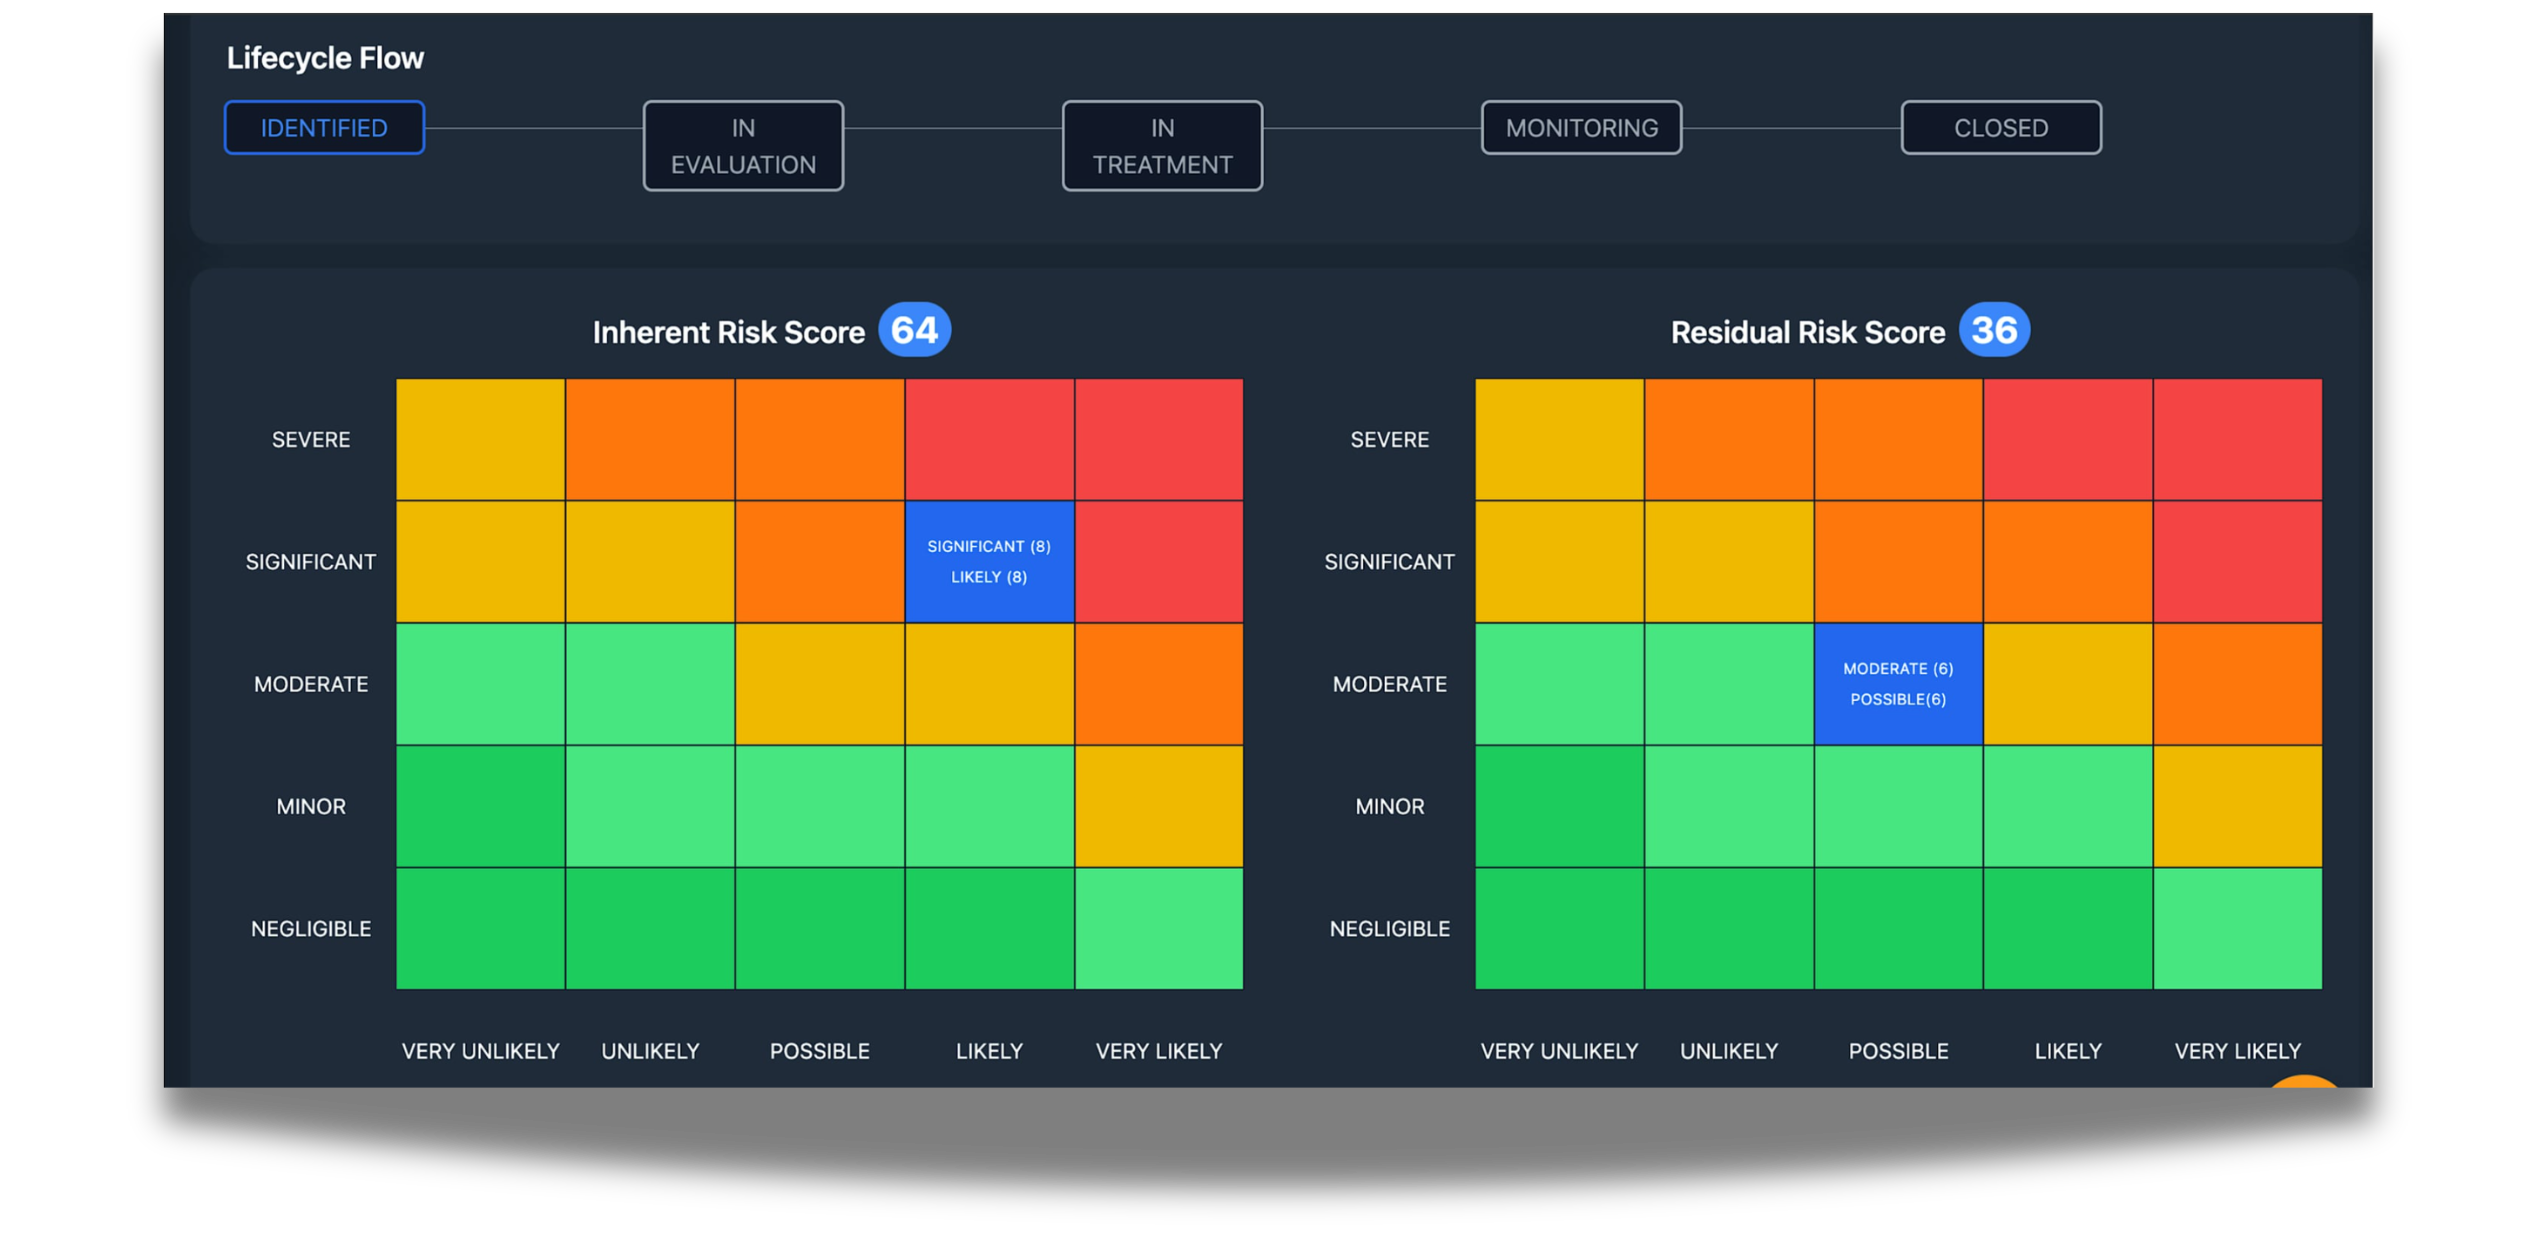 Lifecycle Flow
IDENTIFIED
IN
EVALUATION
IN
TREATMENT
MONITORING
CLOSED
Inherent Risk Score 64
SEVERE
SIGNIFICANT
SIGNIFICANT (8)
LIKELY (8)
MODERATE
MINOR
NEGLIGIBLE
VERY UNLIKELY UNLIKELY POSSIBLE LIKELY VERY LIKELY
Residual Risk Score 36
SEVERE
SIGNIFICANT
MODERATE
MODERATE (6)
POSSIBLE(6)
MINOR
NEGLIGIBLE
VERY UNLIKELY UNLIKELY POSSIBLE LIKELY VERY LIKELY